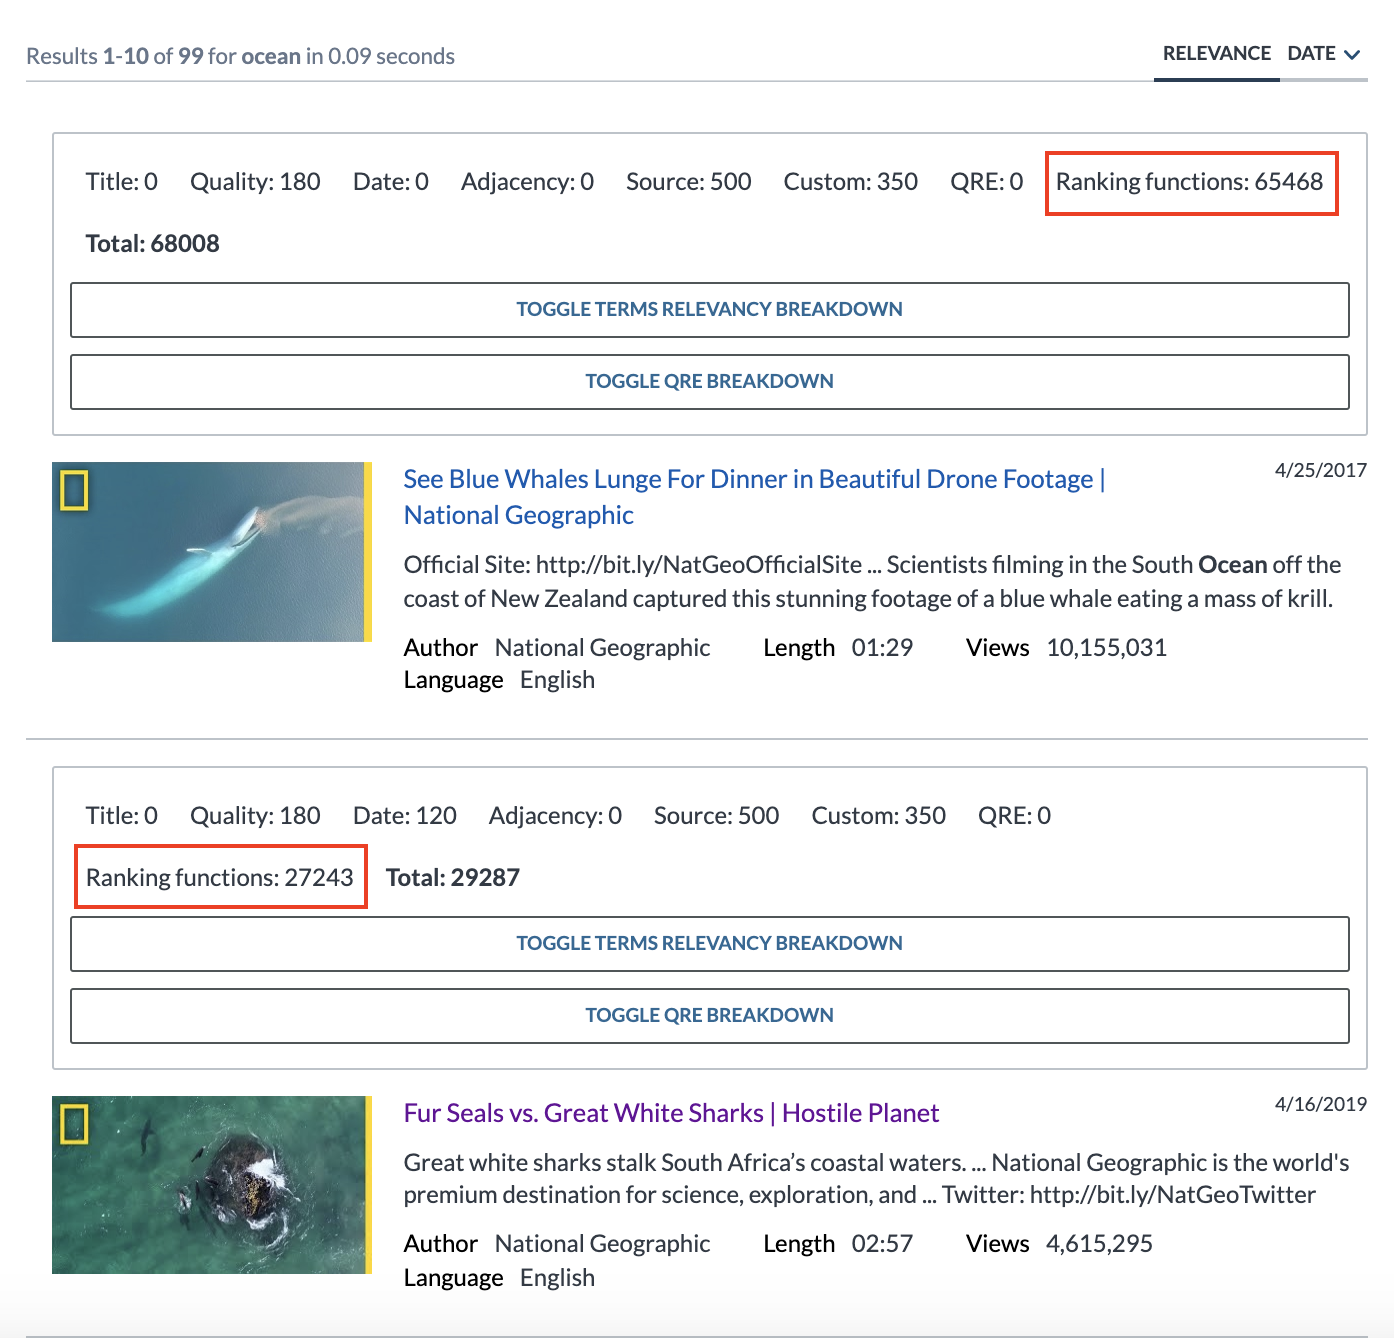 Results 1-10 of 99 for ocean in 0.09 seconds
RELEVANCE DATE
Title: 0 Quality: 180 Date: 0 Adjacency: 0 Source: 500 Custom: 350 QRE: 0 Ranking functions: 65468
Total: 68008
TOGGLE TERMS RELEVANCY BREAKDOWN
TOGGLE QRE BREAKDOWN
See Blue Whales Lunge For Dinner in Beautiful Drone Footage | 4/25/2017
National Geographic
Official Site: http://bit.ly/NatGeoOfficialSite ... Scientists filming in the South Ocean off the
coast of New Zealand captured this stunning footage of a blue whale eating a mass of krill.
Author National Geographic Length 01:29 Views 10,155,031
Language English
Title: 0 Quality: 180 Date: 120 Adjacency: 0 Source: 500 Custom: 350 QRE: 0
Ranking functions: 27243 Total: 29287
TOGGLE TERMS RELEVANCY BREAKDOWN
TOGGLE QRE BREAKDOWN
Fur Seals vs. Great White Sharks | Hostile Planet 4/16/2019
Great white sharks stalk South Africa’s coastal waters. ... National Geographic is the world's
premium destination for science, exploration, and ... Twitter: http://bit.ly/NatGeoTwitter
Author National Geographic Length 02:57 Views 4,615,295
Language English